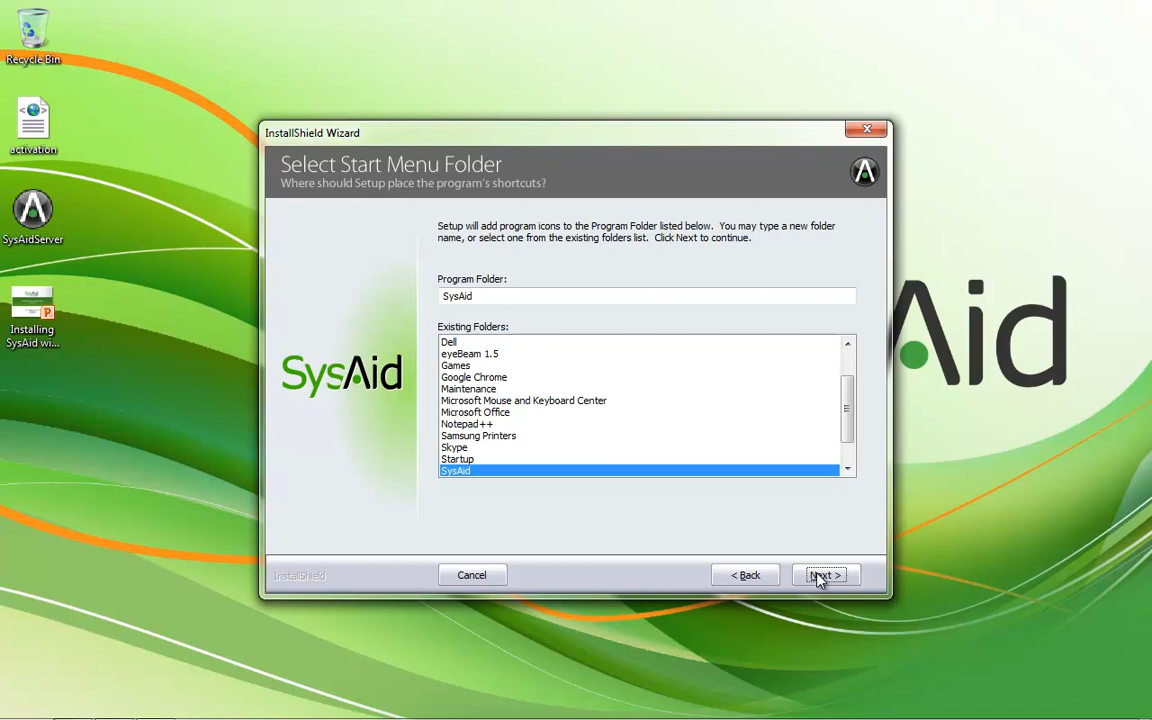 Recycle Bin
activation
SysAidServer
Installing
SysAid wi...
InstallShield Wizard
Select Start Menu Folder
Where should Setup place the program's shortcuts?
Setup will add program icons to the Program Folder listed below.  You may type a new folder
name, or select one from the existing folders list.  Click Next to continue.
Program Folder:
SysAid
Existing Folders:
Dell
eyeBeam 1.5
Games
Google Chrome
Maintenance
Microsoft Mouse and Keyboard Center
Microsoft Office
Notepad++
Samsung Printers
Skype
Startup
SysAid
SysAid
InstallShield
Cancel
< Back
Next >
Aid